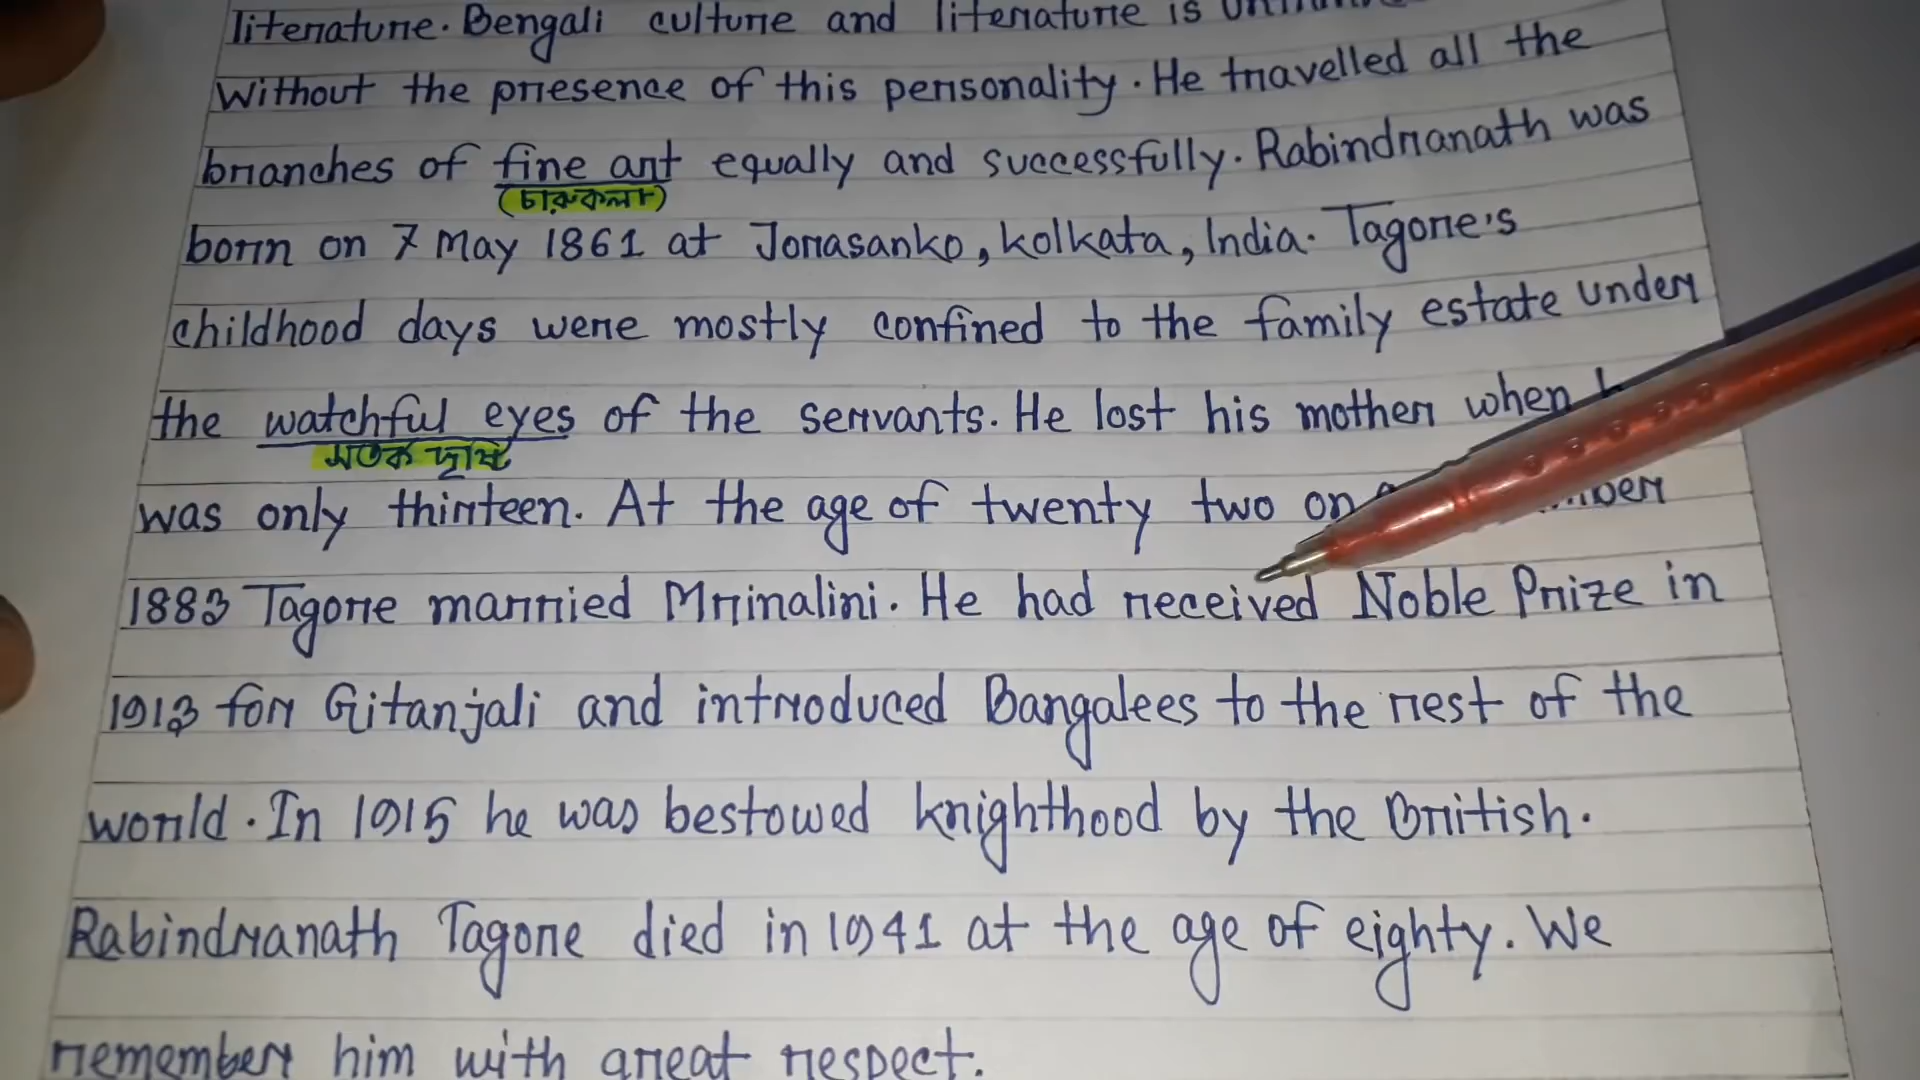 literature. Bengali culture and literature is
without the presence of this personality. He travelled all the
branches of fine art equally and successfully. Rabindranath was
(চারুকলা)
born on 7 May 1861 at Jorasanko, Kolkata, India. Tagore's
childhood days were mostly confined to the family estate under
the watchful eyes of the servants. He lost his mother when
সতর্ক দৃষ্টি
was only thirteen. At the age of twenty two on
1883 Tagore married Mrinalini. He had received Noble Prize in
1913 for Gitanjali and introduced Bangalees to the rest of the
world. In 1915 he was bestowed knighthood by the British.
Rabindranath Tagore died in 1941 at the age of eighty. We
remember him with great respect.